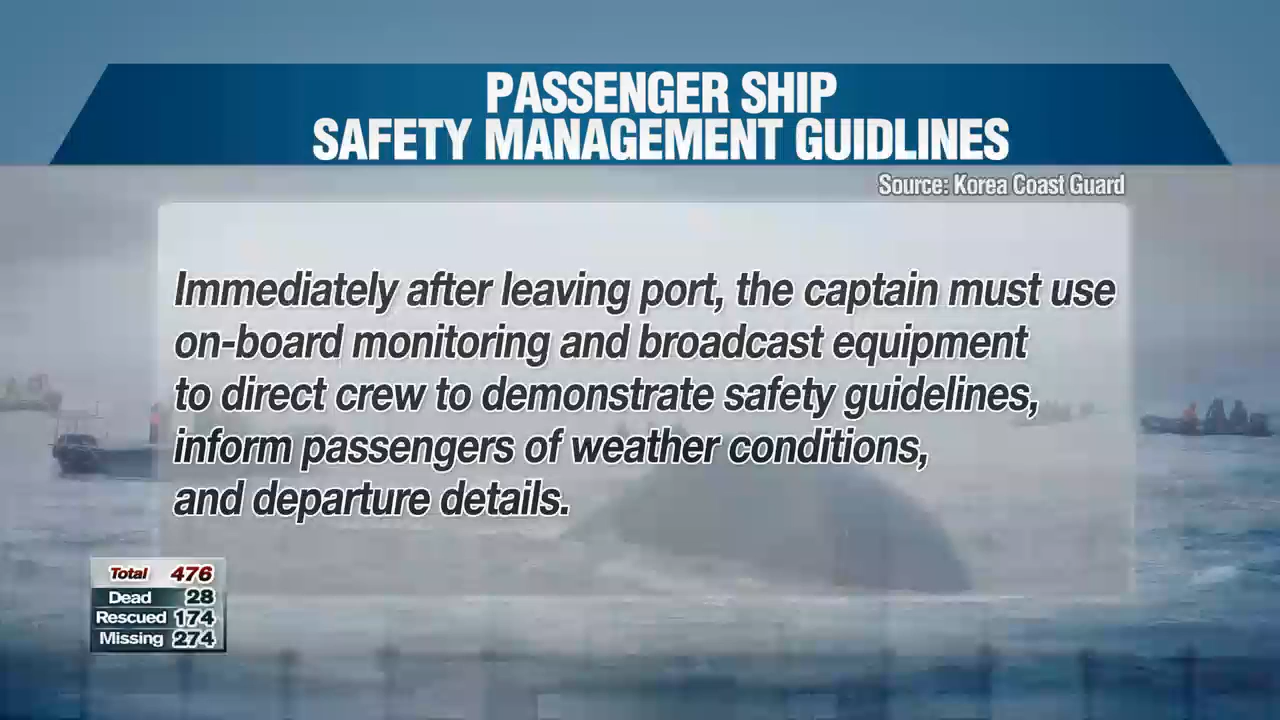 PASSENGER SHIP
SAFETY MANAGEMENT GUIDLINES
Source: Korea Coast Guard
Immediately after leaving port, the captain must use
on-board monitoring and broadcast equipment
to direct crew to demonstrate safety guidelines,
inform passengers of weather conditions,
and departure details.
Total 476
Dead 28
Rescued 174
Missing 274